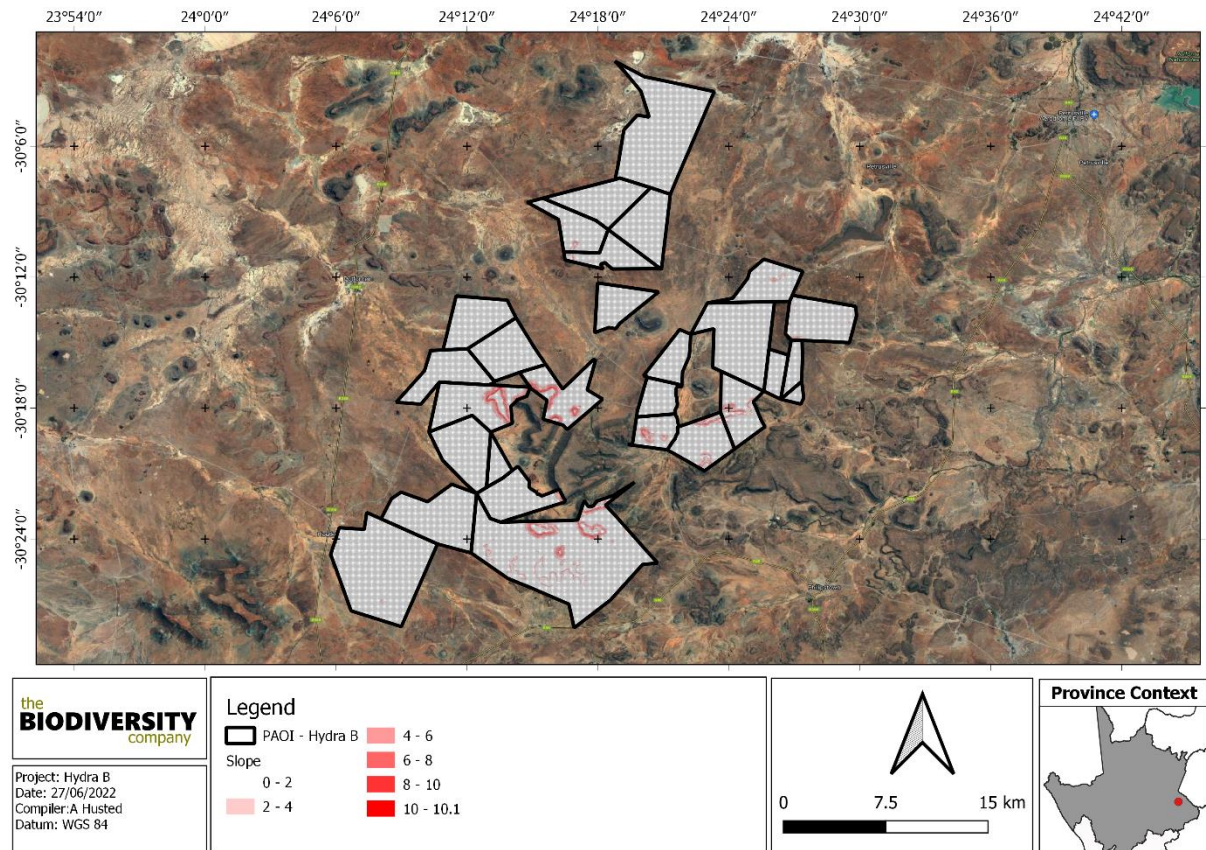 23°54′0″ 24°0′0″ 24°6′0″ 24°12′0″ 24°18′0″ 24°24′0″ 24°30′0″ 24°36′0″ 24°42′0″
-30°6′0″
-30°12′0″
-30°18′0″
-30°24′0″
Petrusville
Philipstown
the
BIODIVERSITY
company
Project: Hydra B
Date: 27/06/2022
Compiler:A Husted
Datum: WGS 84
Legend
PAOI - Hydra B
Slope
0 - 2
2 - 4
4 - 6
6 - 8
8 - 10
10 - 10.1
0 7.5 15 km
Province Context